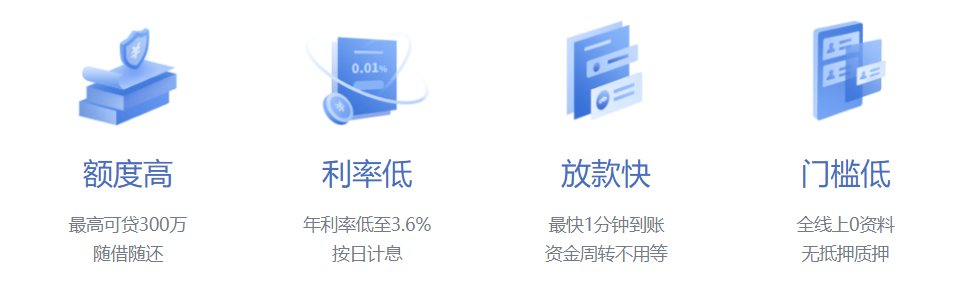 0.01%
额度高
最高可贷300万
随借随还
利率低
年利率低至3.6%
按日计息
放款快
最快1分钟到账
资金周转不用等
门槛低
全线上0资料
无抵押质押